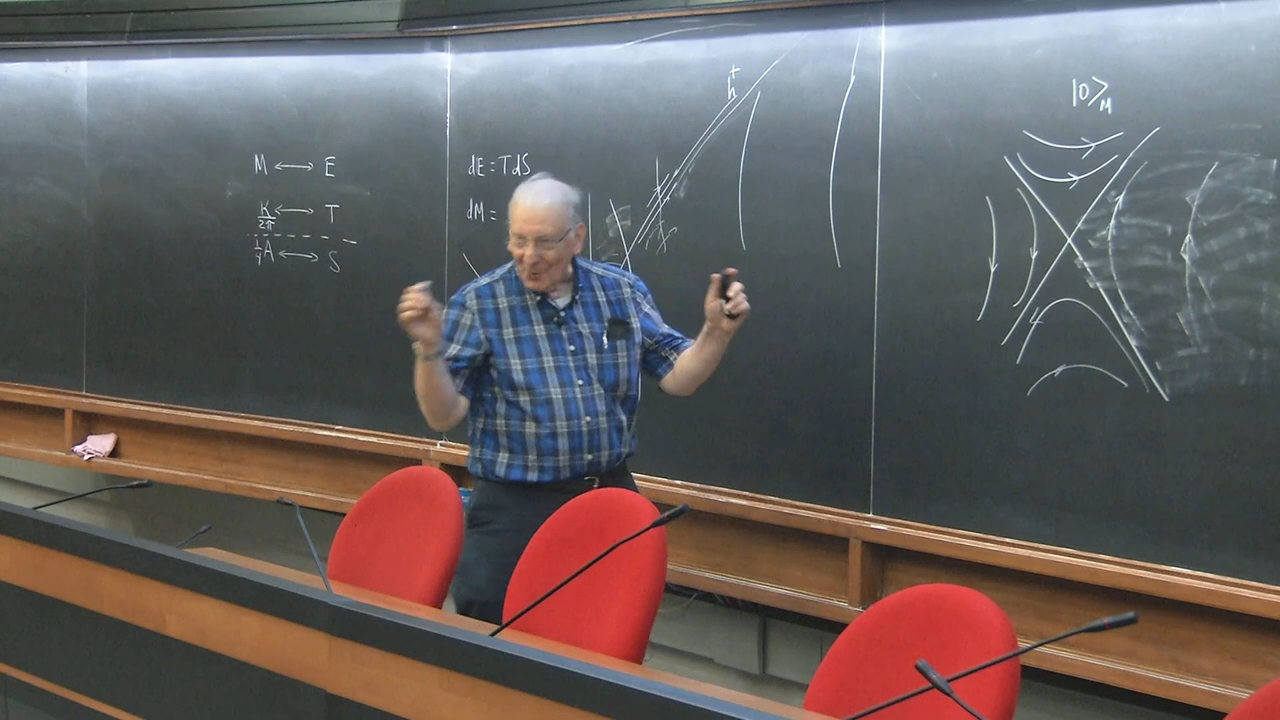 M ⟷ E
κ/2π ⟷ T
¼A ⟷ S
dE = TdS
dM =
h⁺
|0⟩_M